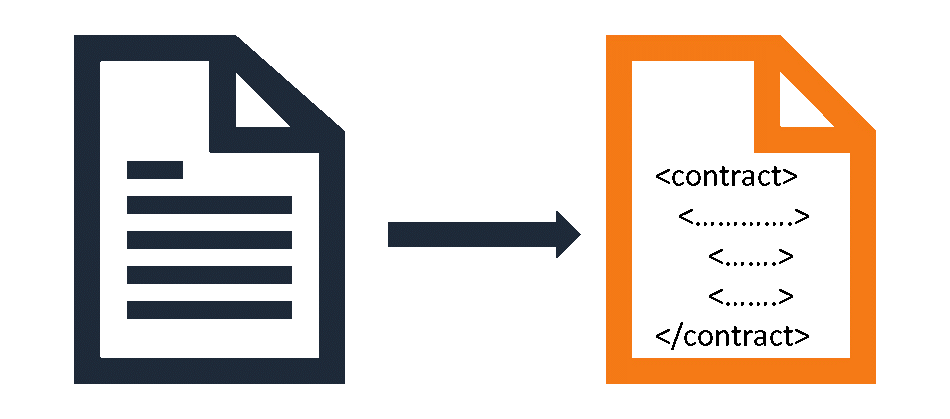 <contract>
<.............>
<.......>
<.......>
</contract>